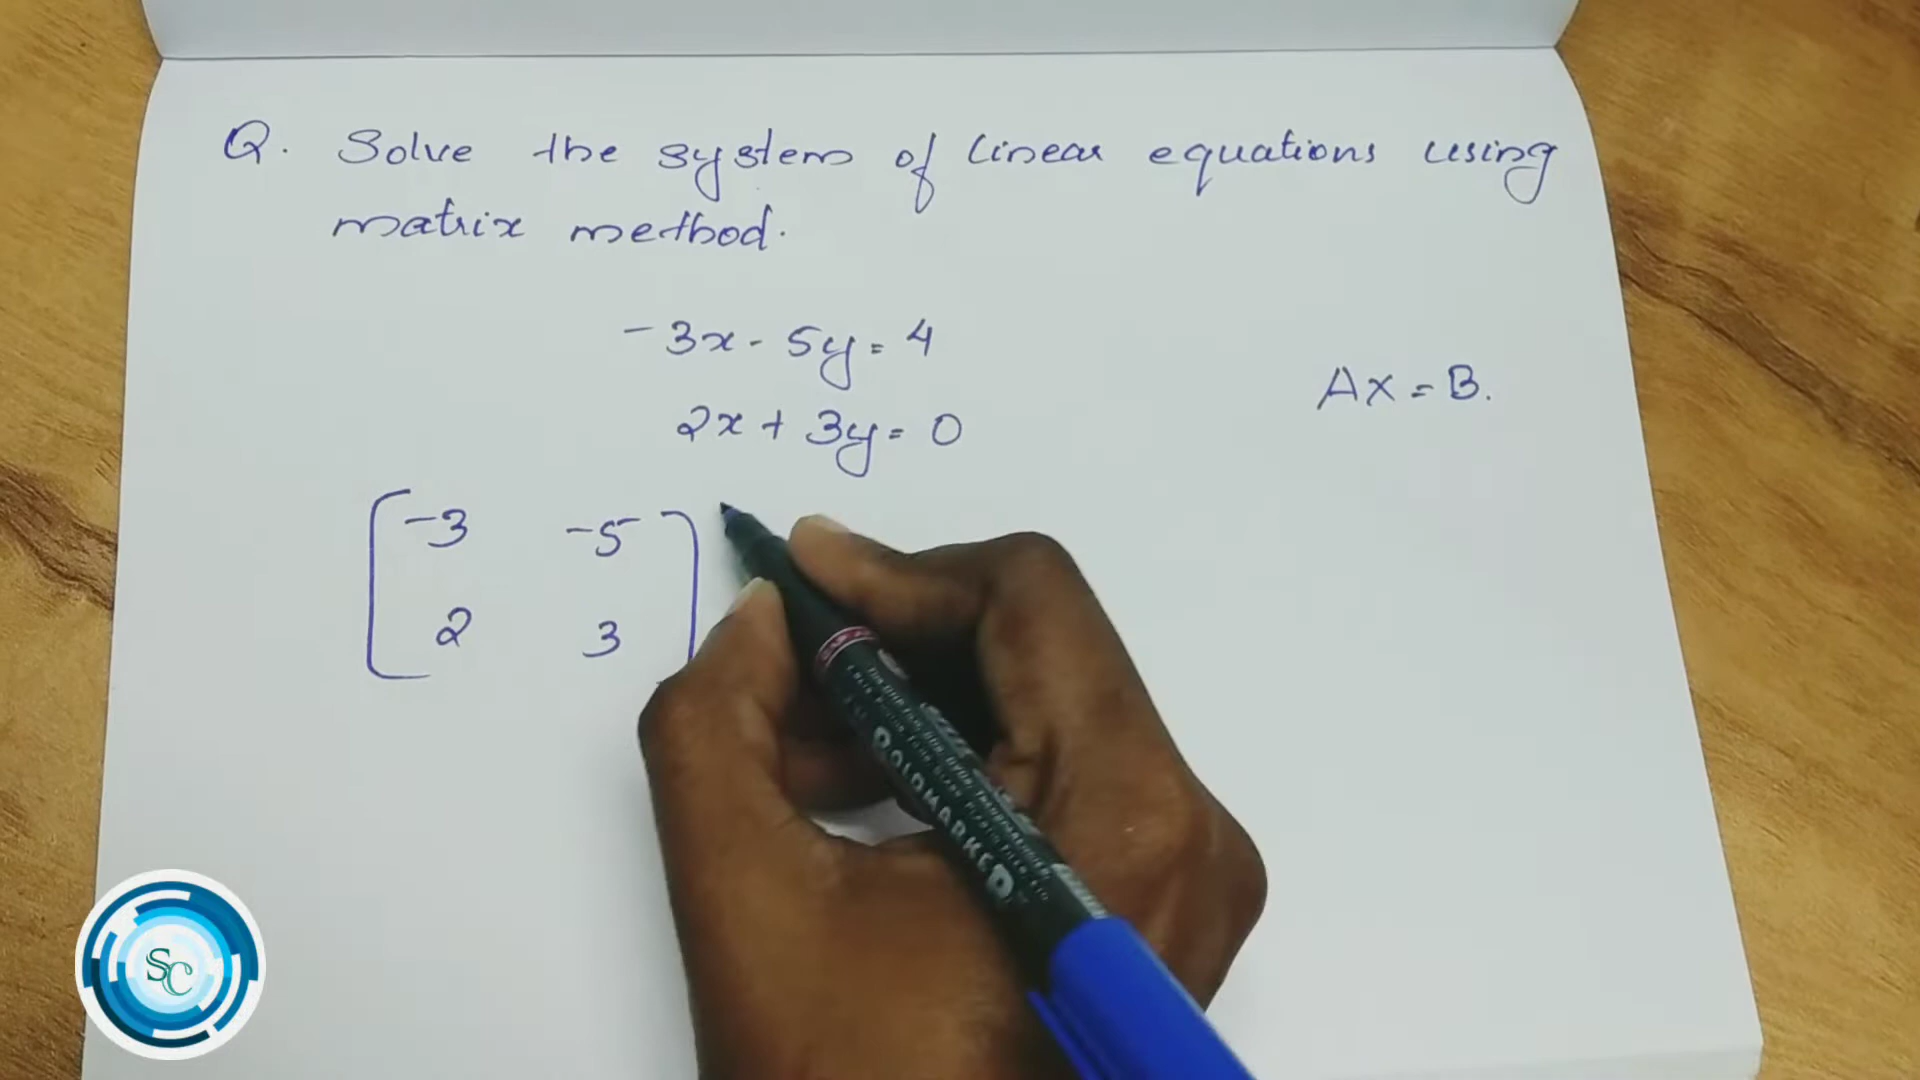 Q. Solve the system of linear equations using
matrix method.
-3x - 5y = 4
2x + 3y = 0
AX = B.
-3 -5
2 3
SC
POLOMARKED